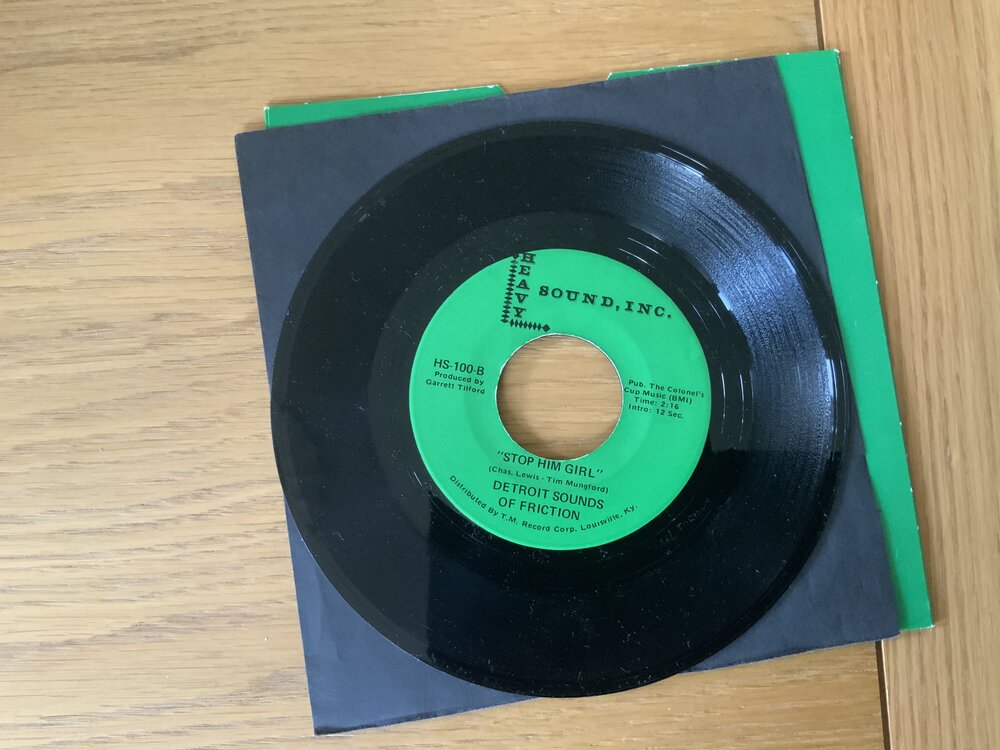 HEAVY
SOUND, INC.
HS-100-B
Produced by
Garrett Tilford
Pub. The Colonel's
Cup Music (BMI)
Time: 2:16
Intro: 12 Sec.
"STOP HIM GIRL"
(Chas. Lewis - Tim Mungford)
DETROIT SOUNDS
OF FRICTION
Distributed By T.M. Record Corp. Louisville, Ky.